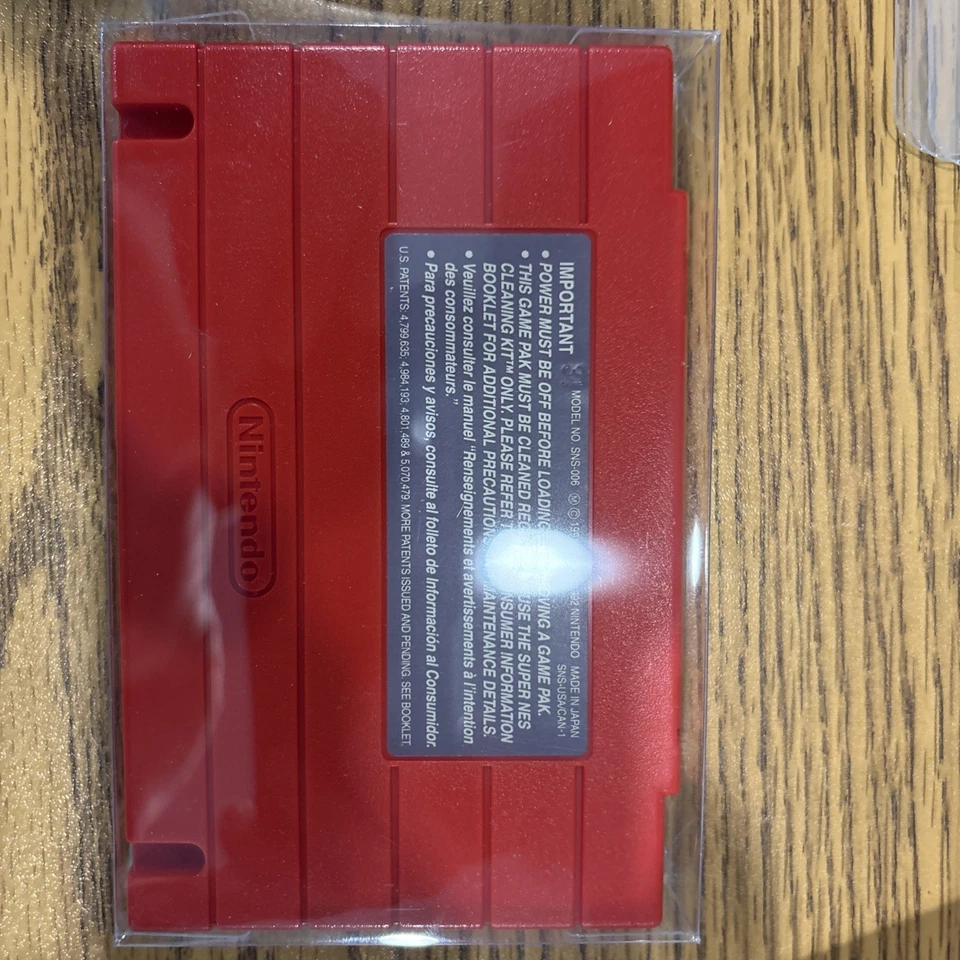 IMPORTANT MODEL NO. SNS-006 Ⓜ © NINTENDO MADE IN JAPAN
SNS-USA/CAN-1
• POWER MUST BE OFF BEFORE A GAME PAK.
• THIS GAME PAK MUST BE CLEANED USE THE SUPER NES
CLEANING KIT™ ONLY. PLEASE REFER CONSUMER INFORMATION
BOOKLET FOR ADDITIONAL PRECAUTION MAINTENANCE DETAILS.
• Veuillez consulter le manuel "Renseignements et avertissements à l'intention
des consommateurs."
• Para precauciones y avisos, consulte al folleto de Información al Consumidor.
U.S. PATENTS: 4,799,635; 4,984,193; 4,801,489 & 5,070,479. MORE PATENTS ISSUED AND PENDING. SEE BOOKLET.
Nintendo